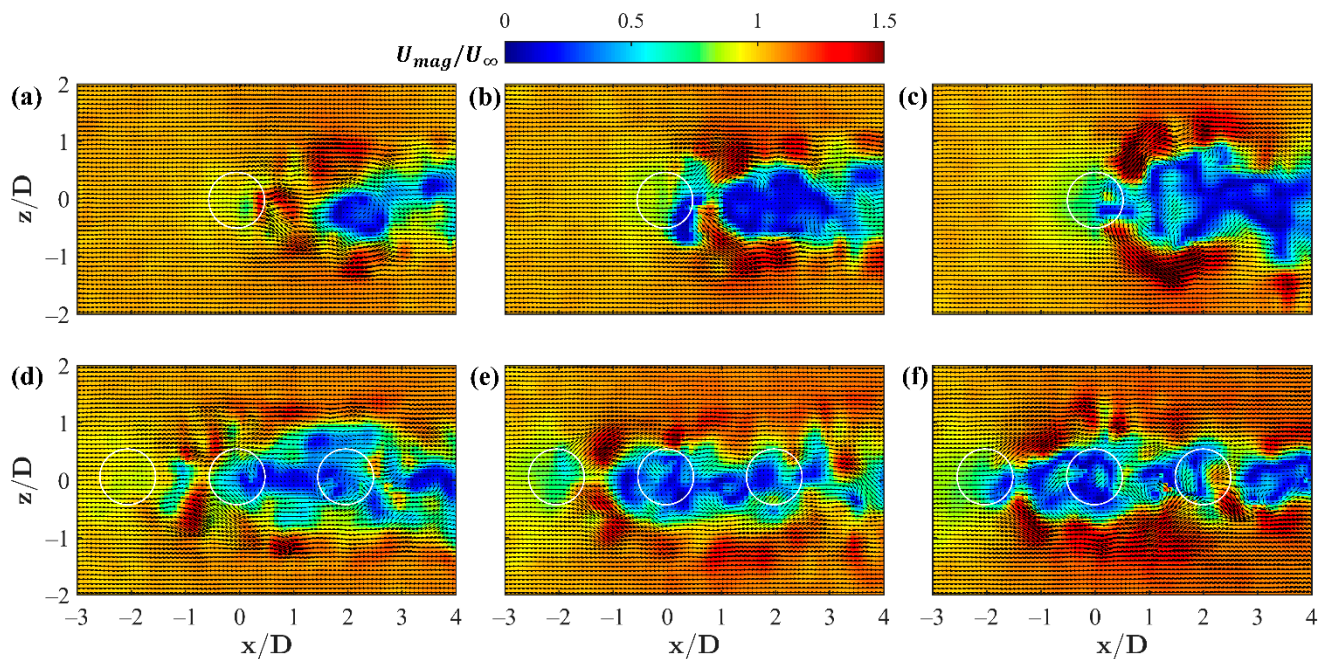 0 0.5 1 1.5
U_mag/U_∞
(a) (b) (c)
2
1
0
−1
−2
z/D
(d) (e) (f)
2
1
0
−1
−2
z/D
−3 −2 −1 0 1 2 3 4 −3 −2 −1 0 1 2 3 4 −3 −2 −1 0 1 2 3 4
x/D x/D x/D